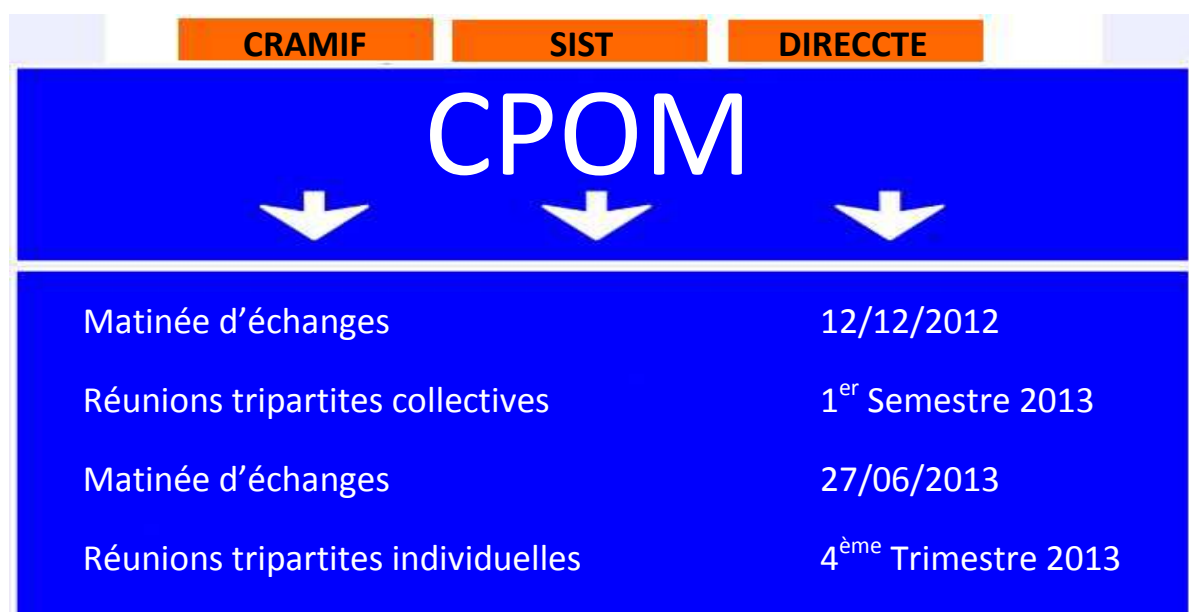 CRAMIF SIST DIRECCTE
CPOM
Matinée d’échanges 12/12/2012
Réunions tripartites collectives 1er Semestre 2013
Matinée d’échanges 27/06/2013
Réunions tripartites individuelles 4ème Trimestre 2013